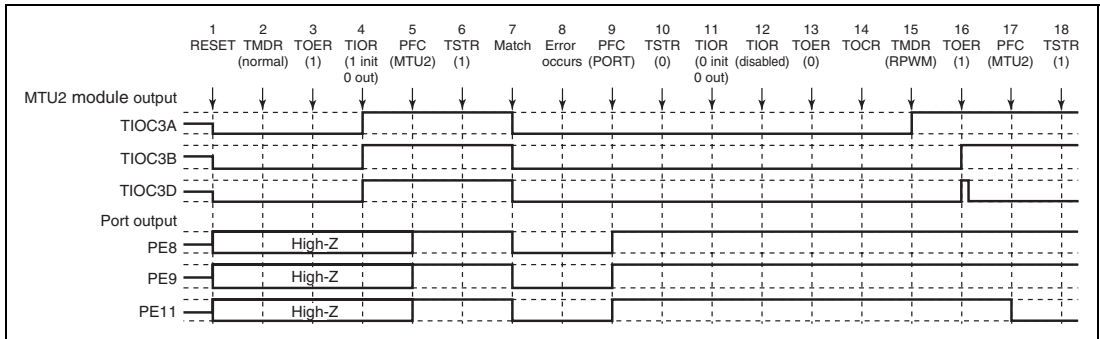 1 2 3 4 5 6 7 8 9 10 11 12 13 14 15 16 17 18
RESET TMDR TOER TIOR PFC TSTR Match Error PFC TSTR TIOR TIOR TOER TOCR TMDR TOER PFC TSTR
(normal) (1) (1 init (MTU2) (1) occurs (PORT) (0) (0 init (disabled) (0) (RPWM) (1) (MTU2) (1)
0 out) 0 out)
MTU2 module output
TIOC3A
TIOC3B
TIOC3D
Port output
PE8 High-Z
PE9 High-Z
PE11 High-Z